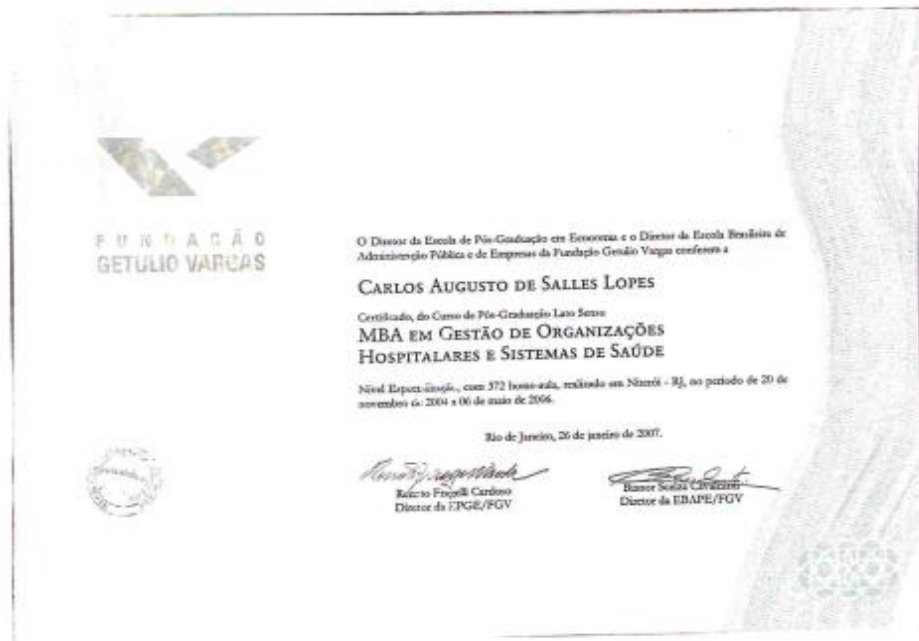 FUNDAÇÃO
GETULIO VARGAS
O Diretor da Escola de Pós-Graduação em Economia e o Diretor da Escola Brasileira de
Administração Pública e de Empresas da Fundação Getulio Vargas conferem a
CARLOS AUGUSTO DE SALLES LOPES
Certificado, do Curso de Pós-Graduação Lato Sensu
MBA EM GESTÃO DE ORGANIZAÇÕES
HOSPITALARES E SISTEMAS DE SAÚDE
Nível Especialização, com 572 horas-aula, realizado em Niterói - RJ, no período de 20 de
novembro de 2004 a 06 de maio de 2006.
Rio de Janeiro, 26 de janeiro de 2007.
Renato Fragelli Cardoso
Diretor da EPGE/FGV
Bianor Scelza Cavalcanti
Diretor da EBAPE/FGV